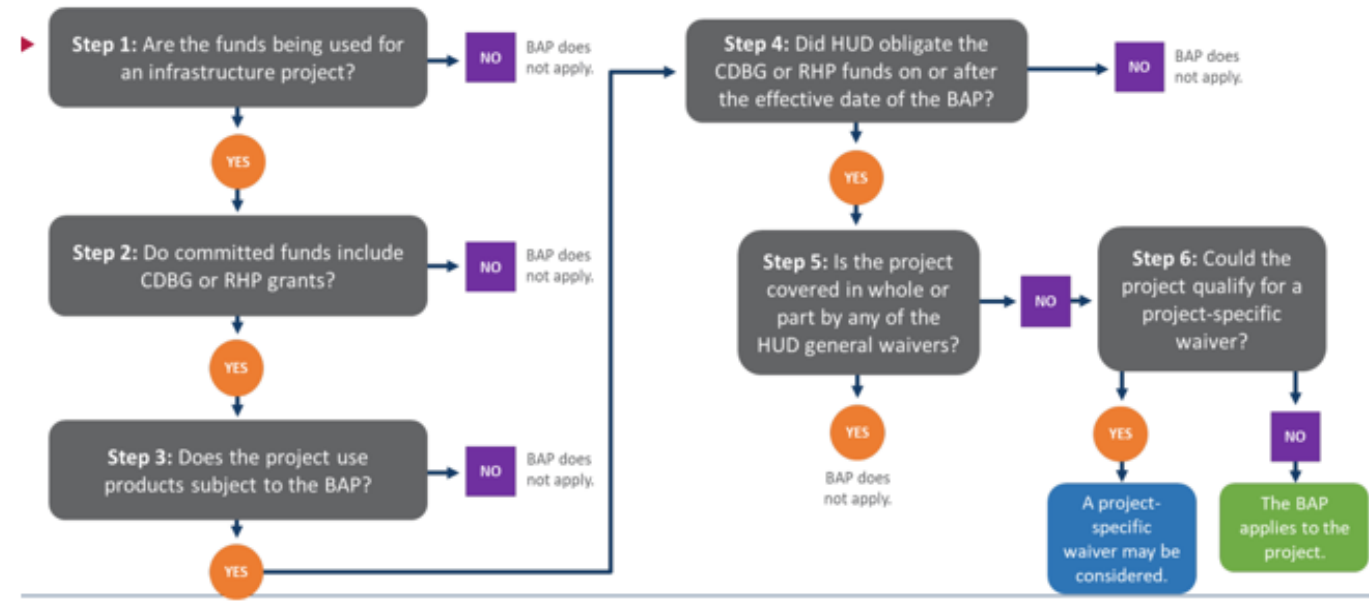 Step 1: Are the funds being used for
an infrastructure project?
NO
BAP does
not apply.
YES
Step 2: Do committed funds include
CDBG or RHP grants?
NO
BAP does
not apply.
YES
Step 3: Does the project use
products subject to the BAP?
NO
BAP does
not apply.
YES
Step 4: Did HUD obligate the
CDBG or RHP funds on or after
the effective date of the BAP?
NO
BAP does
not apply.
YES
Step 5: Is the project
covered in whole or
part by any of the
HUD general waivers?
YES
BAP does
not apply.
NO
Step 6: Could the
project qualify for a
project-specific
waiver?
YES
A project-
specific
waiver may be
considered.
NO
The BAP
applies to the
project.